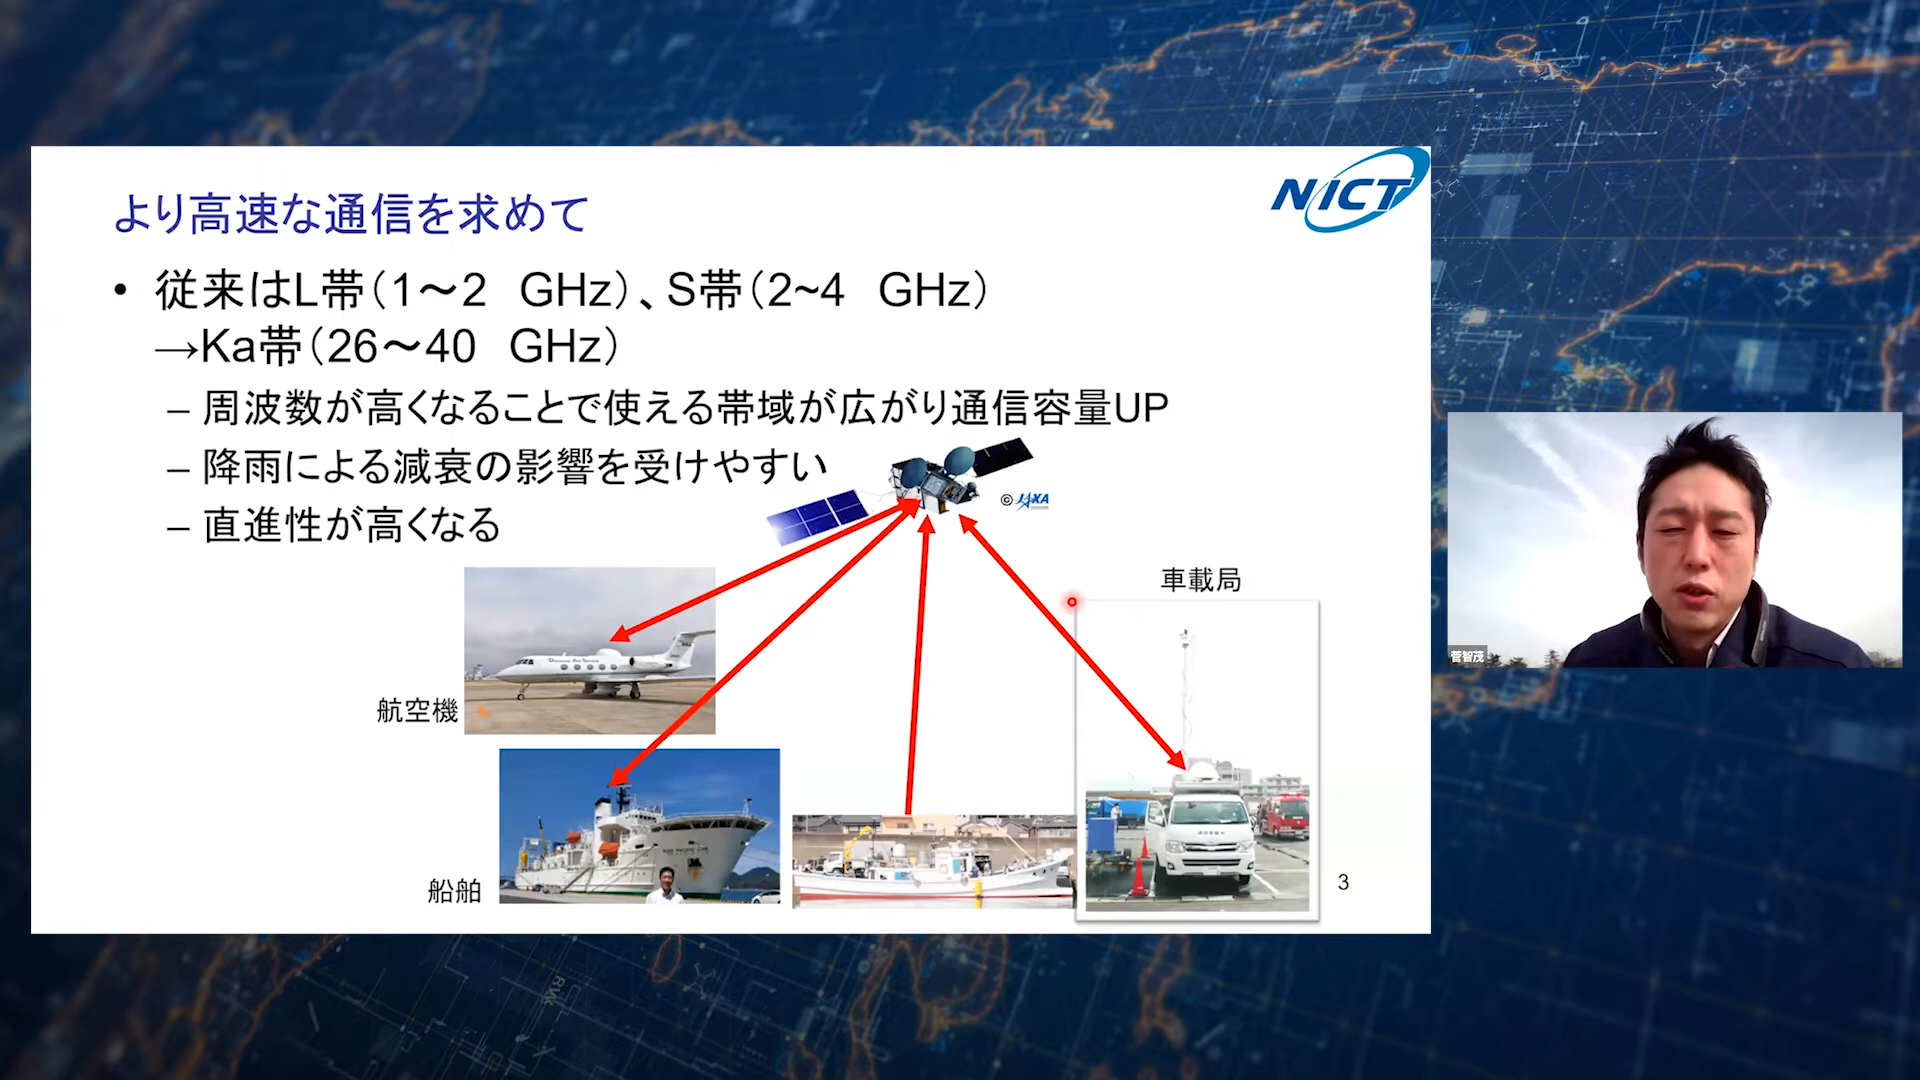 NICT
より高速な通信を求めて
• 従来はL帯（1～2　GHz）、S帯（2~4　GHz）
→Ka帯（26～40　GHz）
– 周波数が高くなることで使える帯域が広がり通信容量UP
– 降雨による減衰の影響を受けやすい
– 直進性が高くなる
© JAXA
車載局
航空機
船舶
3
菅智茂